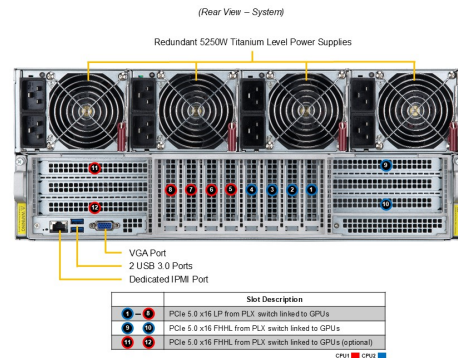 (Rear View – System)
Redundant 5250W Titanium Level Power Supplies
11
9
8 7 6 5 4 3 2 1
12
10
VGA Port
2 USB 3.0 Ports
Dedicated IPMI Port
Slot Description
1 – 8 PCIe 5.0 x16 LP from PLX switch linked to GPUs
9 10 PCIe 5.0 x16 FHHL from PLX switch linked to GPUs
11 12 PCIe 5.0 x16 FHHL from PLX switch linked to GPUs (optional)
CPU1 CPU2